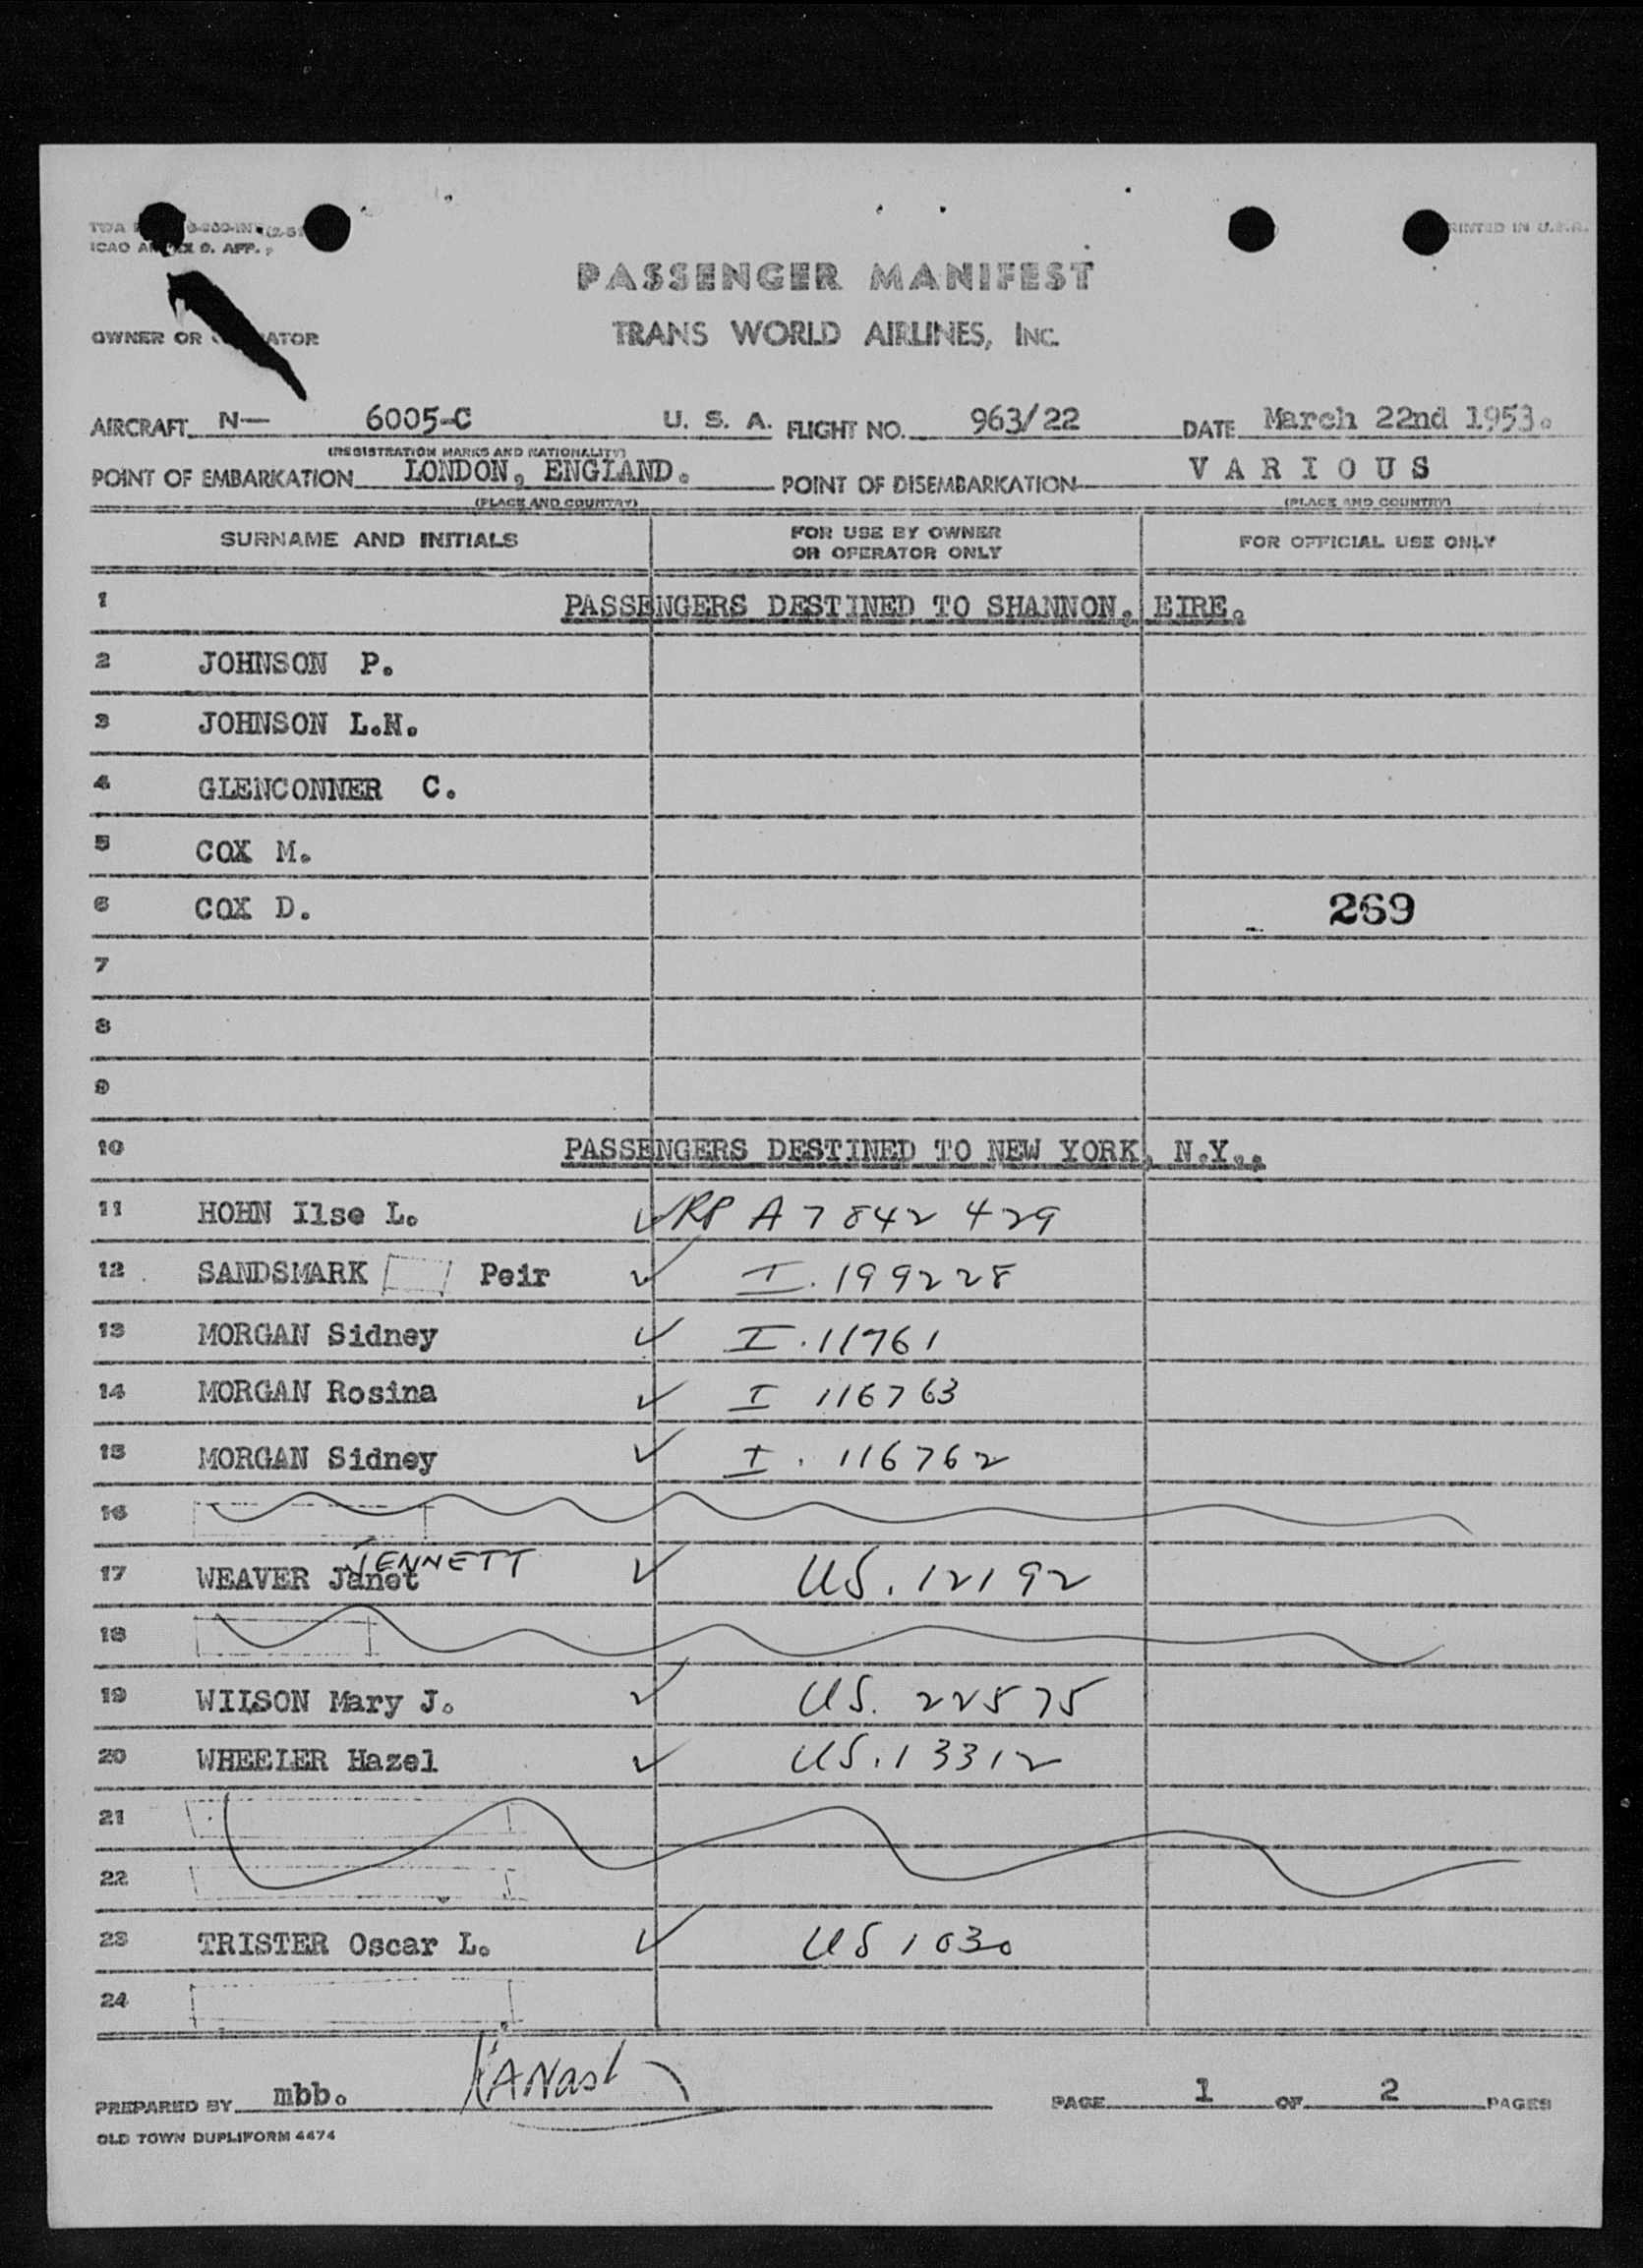 TWA
ICAO
APP.
PRINTED IN U.S.A.
PASSENGER MANIFEST
TRANS WORLD AIRLINES, INC.
OWNER OR
AIRCRAFT N— 6005-C U. S. A. FLIGHT NO. 963/22 DATE March 22nd 1953.
(REGISTRATION MARKS AND NATIONALITY)
POINT OF EMBARKATION LONDON, ENGLAND. POINT OF DISEMBARKATION V A R I O U S
(PLACE AND COUNTRY) (PLACE AND COUNTRY)
SURNAME AND INITIALS FOR USE BY OWNER OR OPERATOR ONLY FOR OFFICIAL USE ONLY
1 PASSENGERS DESTINED TO SHANNON, EIRE.
2 JOHNSON P.
3 JOHNSON L.N.
4 GLENCONNER C.
5 COX M.
6 COX D. 269
7
8
9
10 PASSENGERS DESTINED TO NEW YORK, N.Y..
11 HOHN Ilse L. ✓ RP A7842429
12 SANDSMARK Peir ✓ I. 199228
13 MORGAN Sidney ✓ I. 11761
14 MORGAN Rosina ✓ I 116763
15 MORGAN Sidney ✓ I. 116762
16
JENNETT
17 WEAVER Janet ✓ US. 12192
18
19 WILSON Mary J. ✓ US. 22575
20 WHEELER Hazel ✓ US. 13312
21
22
23 TRISTER Oscar L. ✓ US 1030
24
PREPARED BY mbb. PAGE 1 OF 2 PAGES
OLD TOWN DUPLIFORM 4474